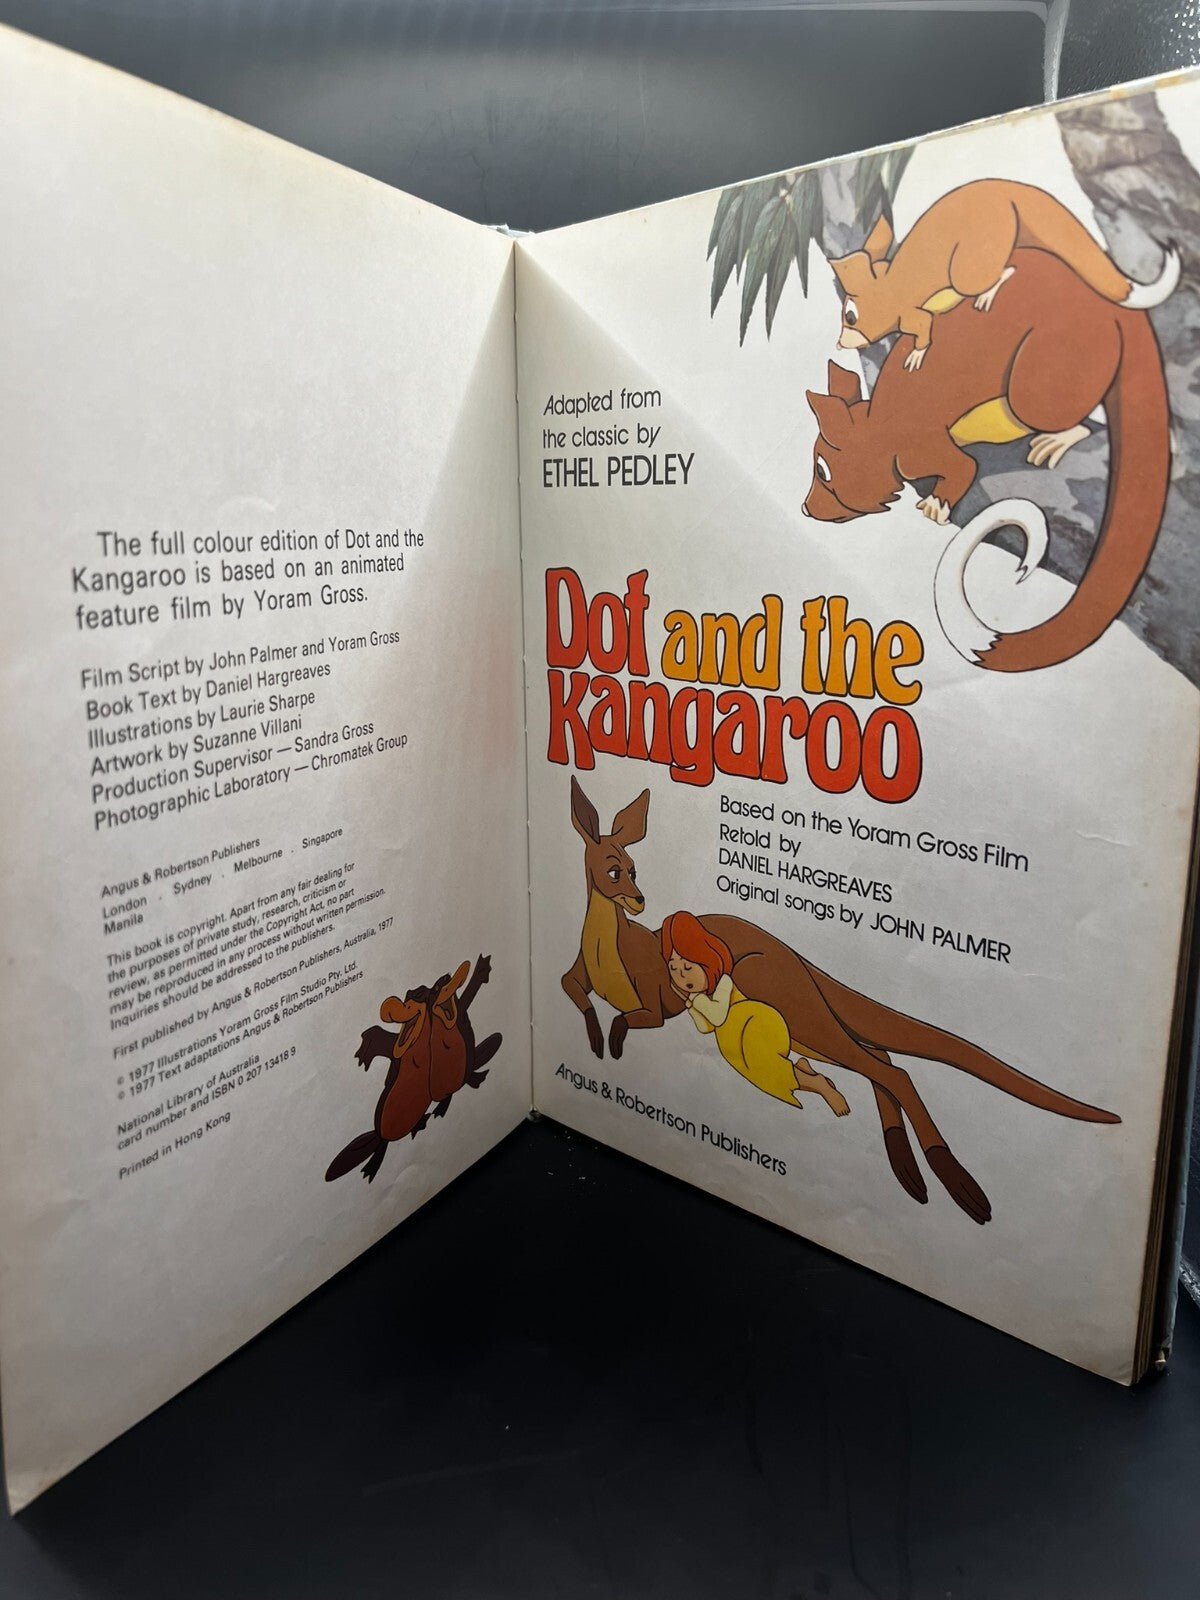 The full colour edition of Dot and the
Kangaroo is based on an animated
feature film by Yoram Gross.
Film Script by John Palmer and Yoram Gross
Book Text by Daniel Hargreaves
Illustrations by Laurie Sharpe
Artwork by Suzanne Villani
Production Supervisor — Sandra Gross
Photographic Laboratory — Chromatek Group
Angus & Robertson Publishers
London . Sydney . Melbourne . Singapore
Manila
This book is copyright. Apart from any fair dealing for
the purposes of private study, research, criticism or
review, as permitted under the Copyright Act, no part
may be reproduced in any process without written permission.
Inquiries should be addressed to the publishers.
First published by Angus & Robertson Publishers, Australia, 1977
© 1977 Illustrations Yoram Gross Film Studio Pty. Ltd.
© 1977 Text adaptations Angus & Robertson Publishers
National Library of Australia
card number and ISBN 0 207 13418 9
Printed in Hong Kong
Adapted from
the classic by
ETHEL PEDLEY
Dot and the
Kangaroo
Based on the Yoram Gross Film
Retold by
DANIEL HARGREAVES
Original songs by JOHN PALMER
Angus & Robertson Publishers